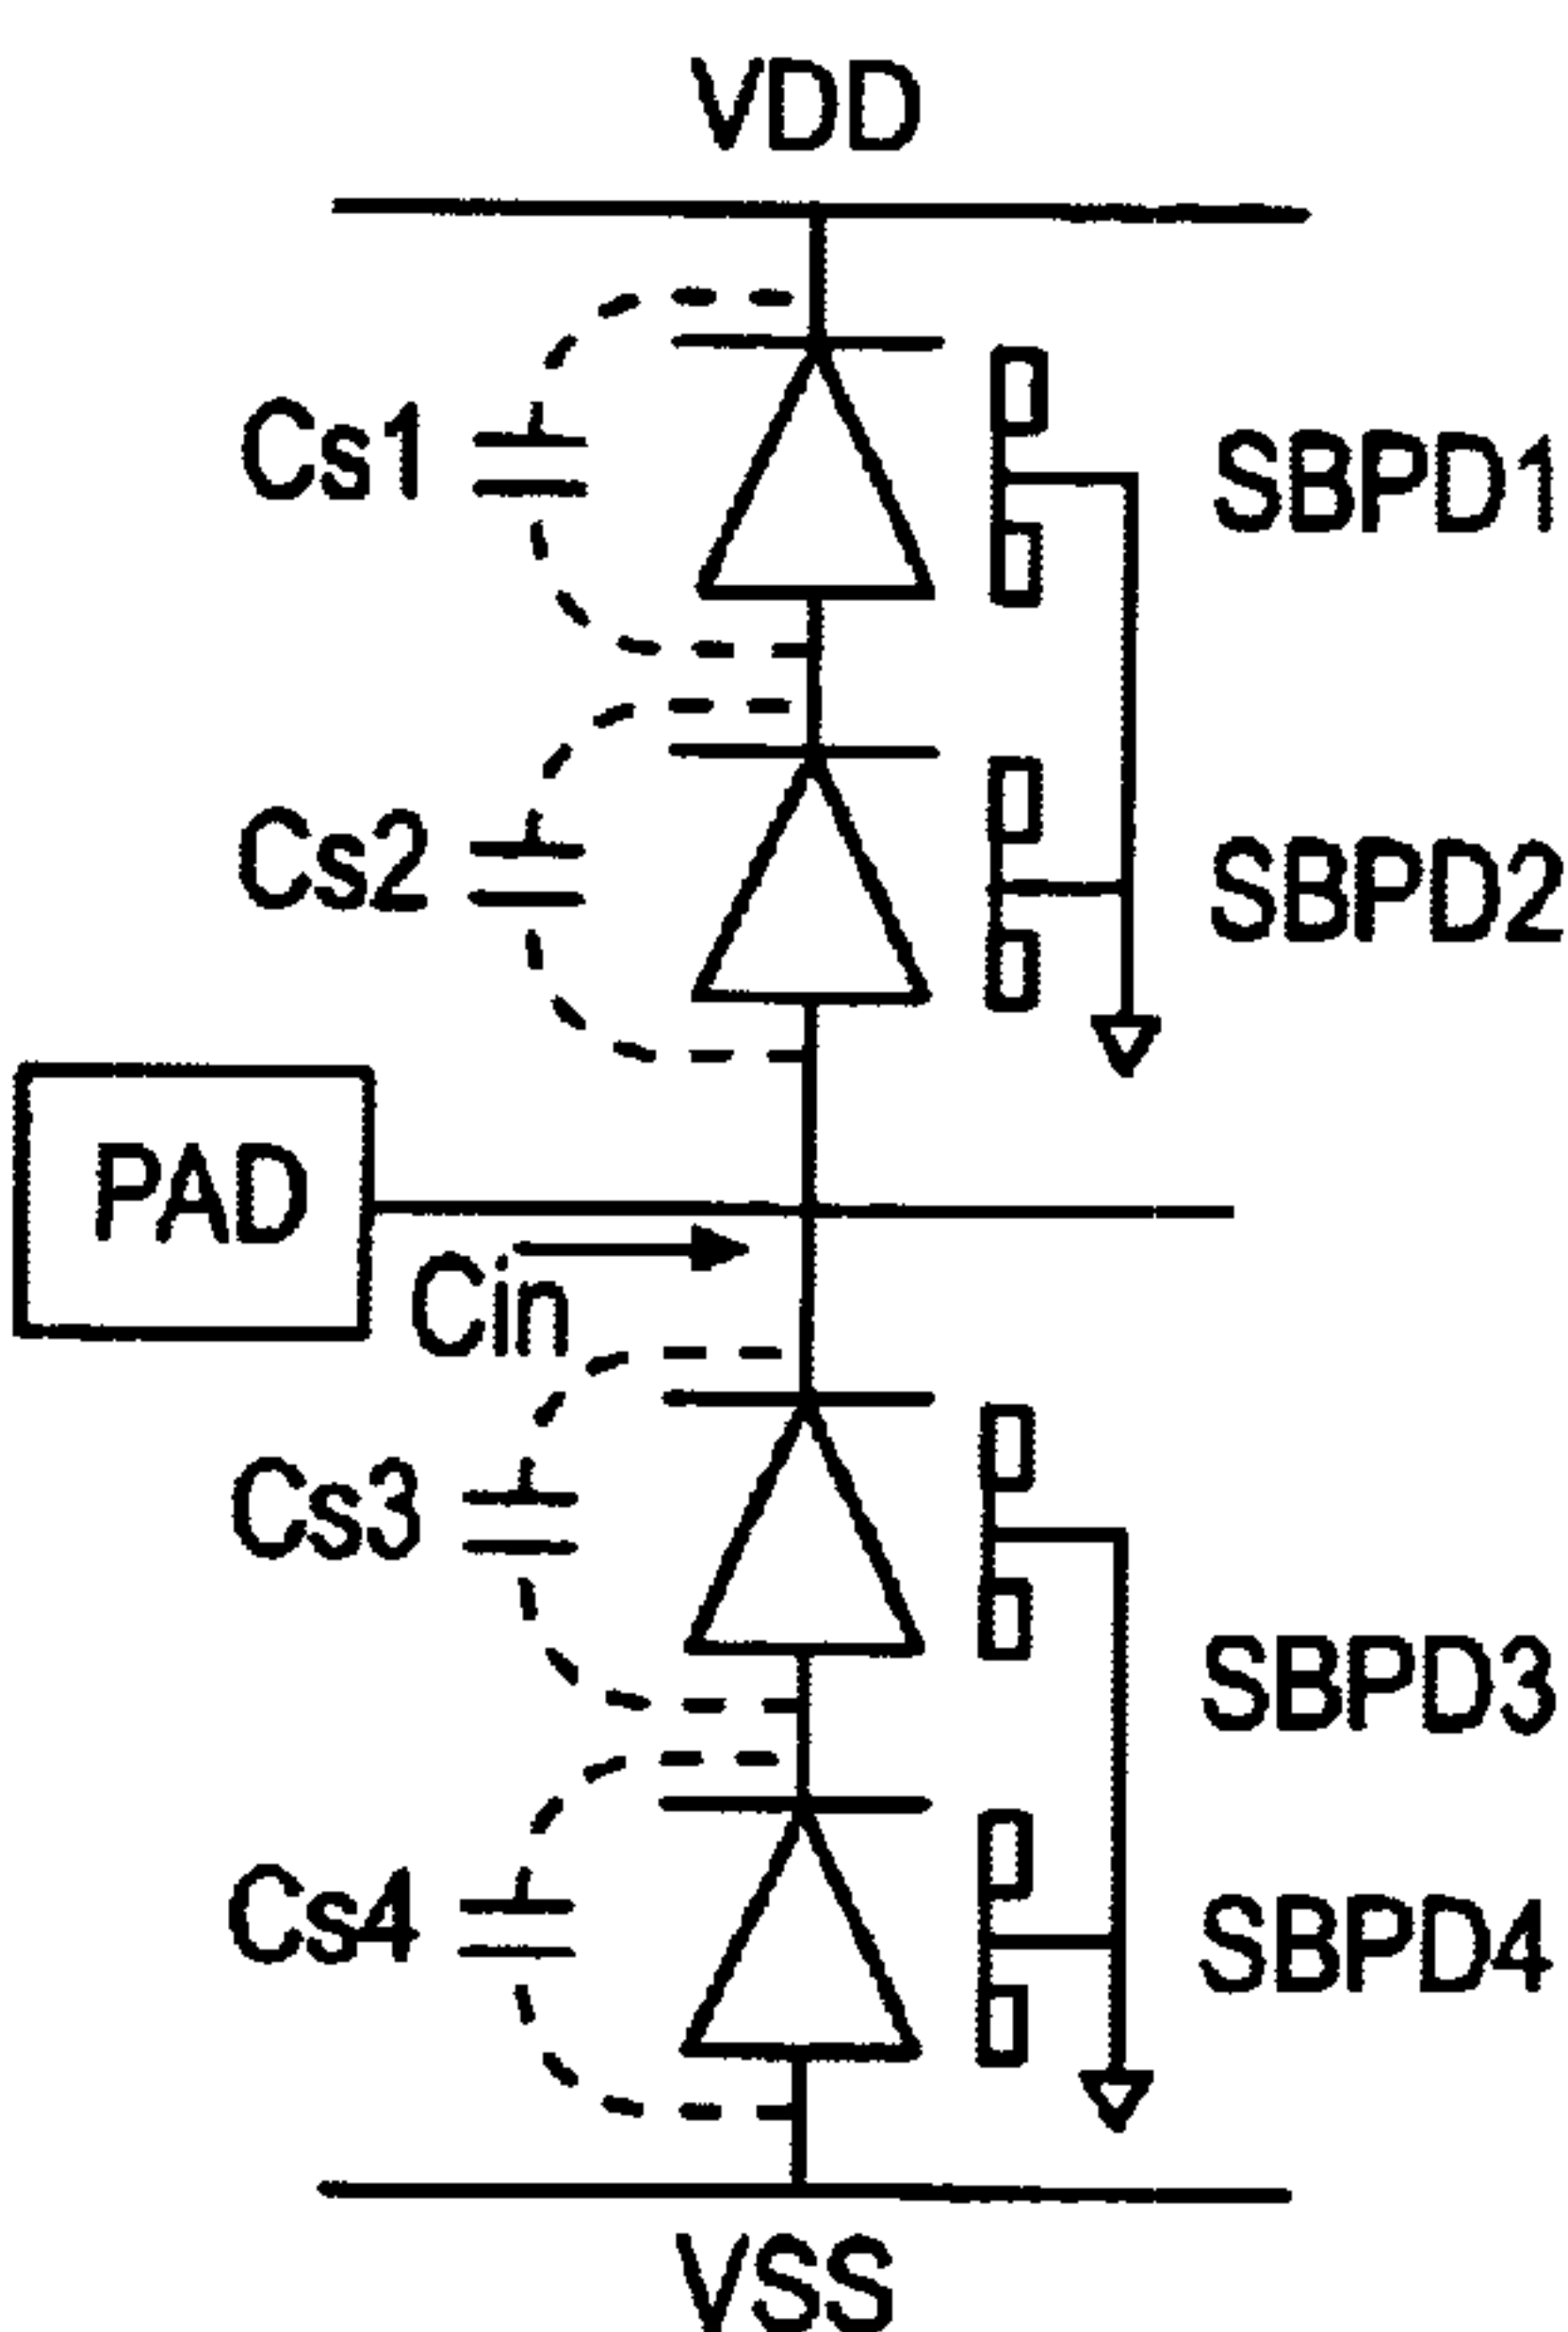 VDD
Cs1
SBPD1
Cs2
SBPD2
PAD
Cin
Cs3
SBPD3
Cs4
SBPD4
VSS